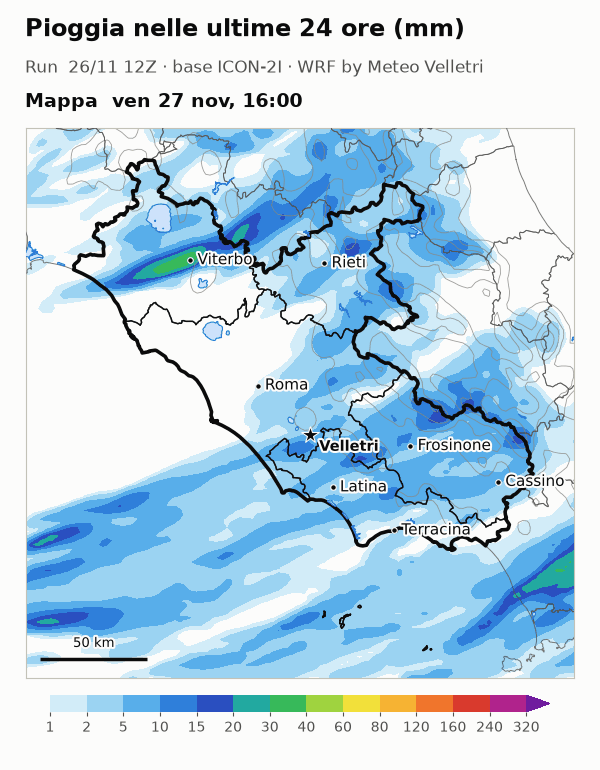 Pioggia nelle ultime 24 ore (mm)
Run  26/11 12Z · base ICON-2I · WRF by Meteo Velletri
Mappa  ven 27 nov, 16:00
Viterbo
Rieti
Roma
Velletri
Frosinone
Latina
Cassino
Terracina
50 km
1 2 5 10 15 20 30 40 60 80 120 160 240 320